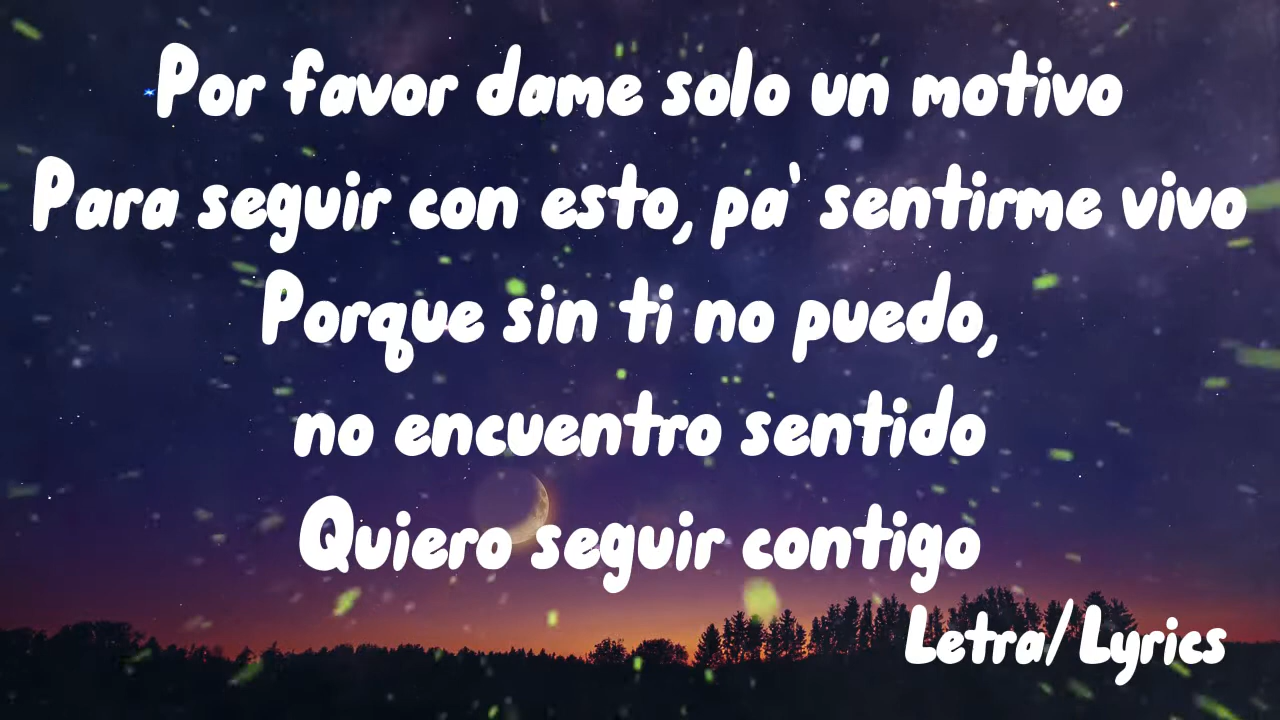 Por favor dame solo un motivo
Para seguir con esto, pa' sentirme vivo
Porque sin ti no puedo,
no encuentro sentido
Quiero seguir contigo
Letra/Lyrics